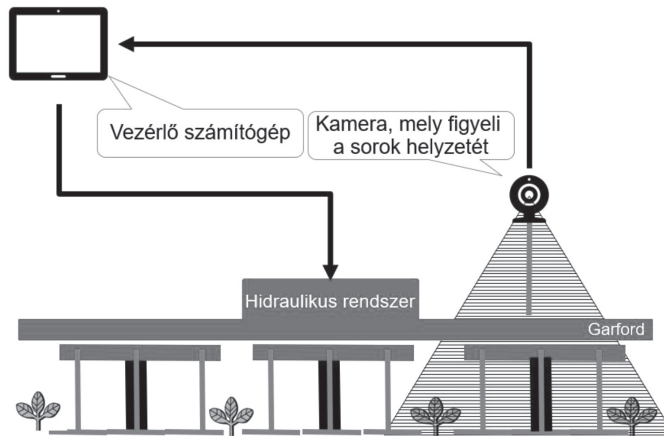 Vezérlő számítógép
Kamera, mely figyeli
a sorok helyzetét
Hidraulikus rendszer
Garford